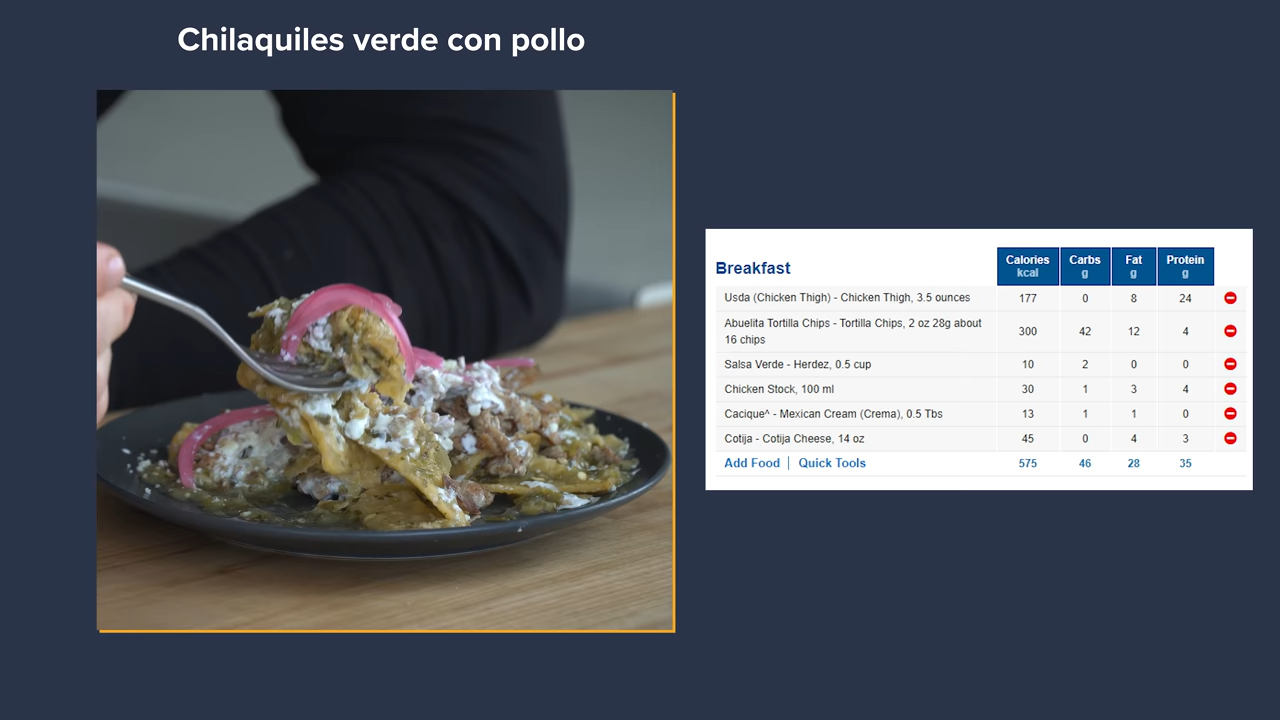 Chilaquiles verde con pollo
Breakfast
Calories Carbs Fat Protein
kcal g g g
Usda (Chicken Thigh) - Chicken Thigh, 3.5 ounces 177 0 8 24
Abuelita Tortilla Chips - Tortilla Chips, 2 oz 28g about
16 chips 300 42 12 4
Salsa Verde - Herdez, 0.5 cup 10 2 0 0
Chicken Stock, 100 ml 30 1 3 4
Cacique^ - Mexican Cream (Crema), 0.5 Tbs 13 1 1 0
Cotija - Cotija Cheese, 14 oz 45 0 4 3
Add Food | Quick Tools 575 46 28 35